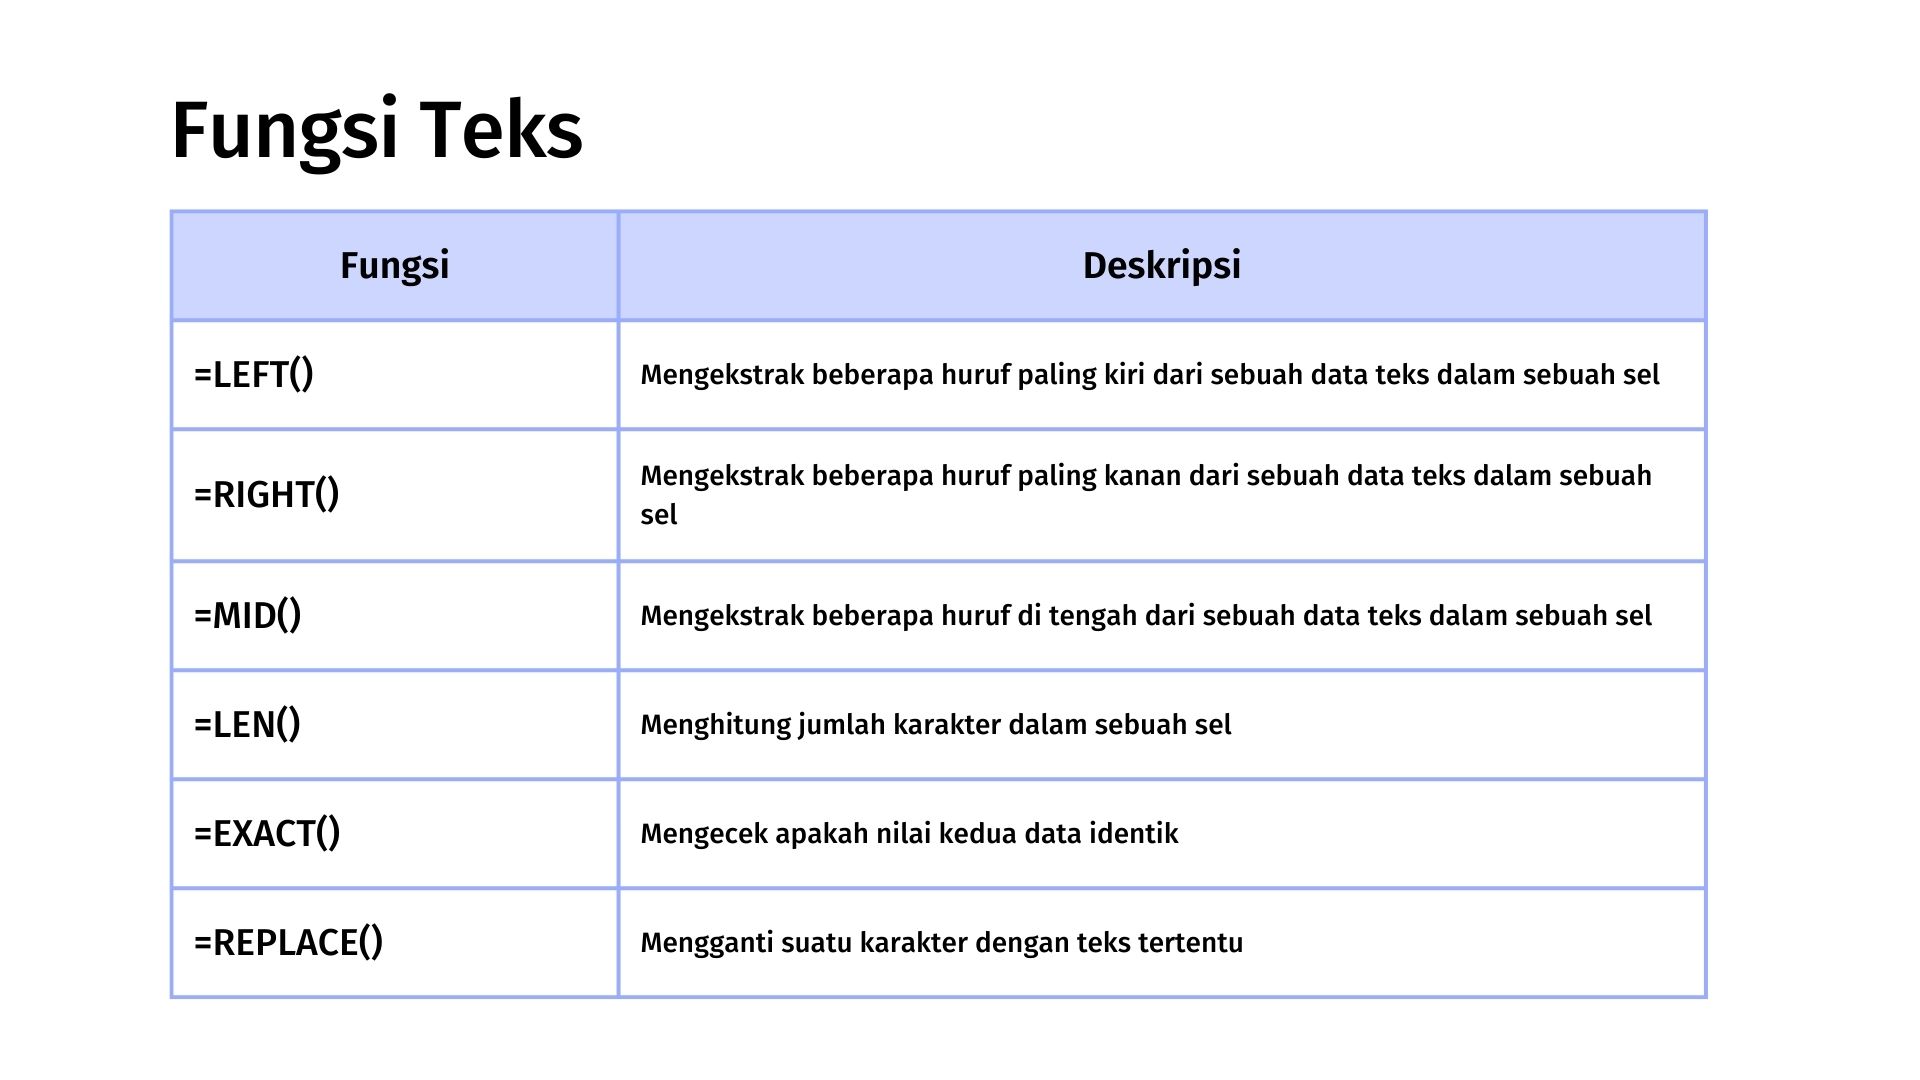 Fungsi Teks
Fungsi
Deskripsi
=LEFT()
Mengekstrak beberapa huruf paling kiri dari sebuah data teks dalam sebuah sel
=RIGHT()
Mengekstrak beberapa huruf paling kanan dari sebuah data teks dalam sebuah
sel
=MID()
Mengekstrak beberapa huruf di tengah dari sebuah data teks dalam sebuah sel
=LEN()
Menghitung jumlah karakter dalam sebuah sel
=EXACT()
Mengecek apakah nilai kedua data identik
=REPLACE()
Mengganti suatu karakter dengan teks tertentu